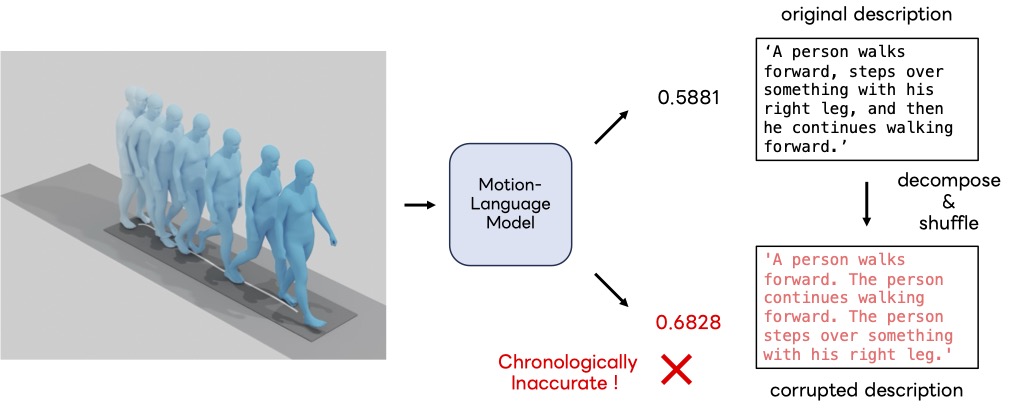 original description
‘A person walks
forward, steps over
something with his
right leg, and then
he continues walking
forward.’
0.5881
decompose
&
shuffle
Motion-
Language
Model
0.6828
Chronologically
Inaccurate !
'A person walks
forward. The person
continues walking
forward. The person
steps over something
with his right leg.'
corrupted description